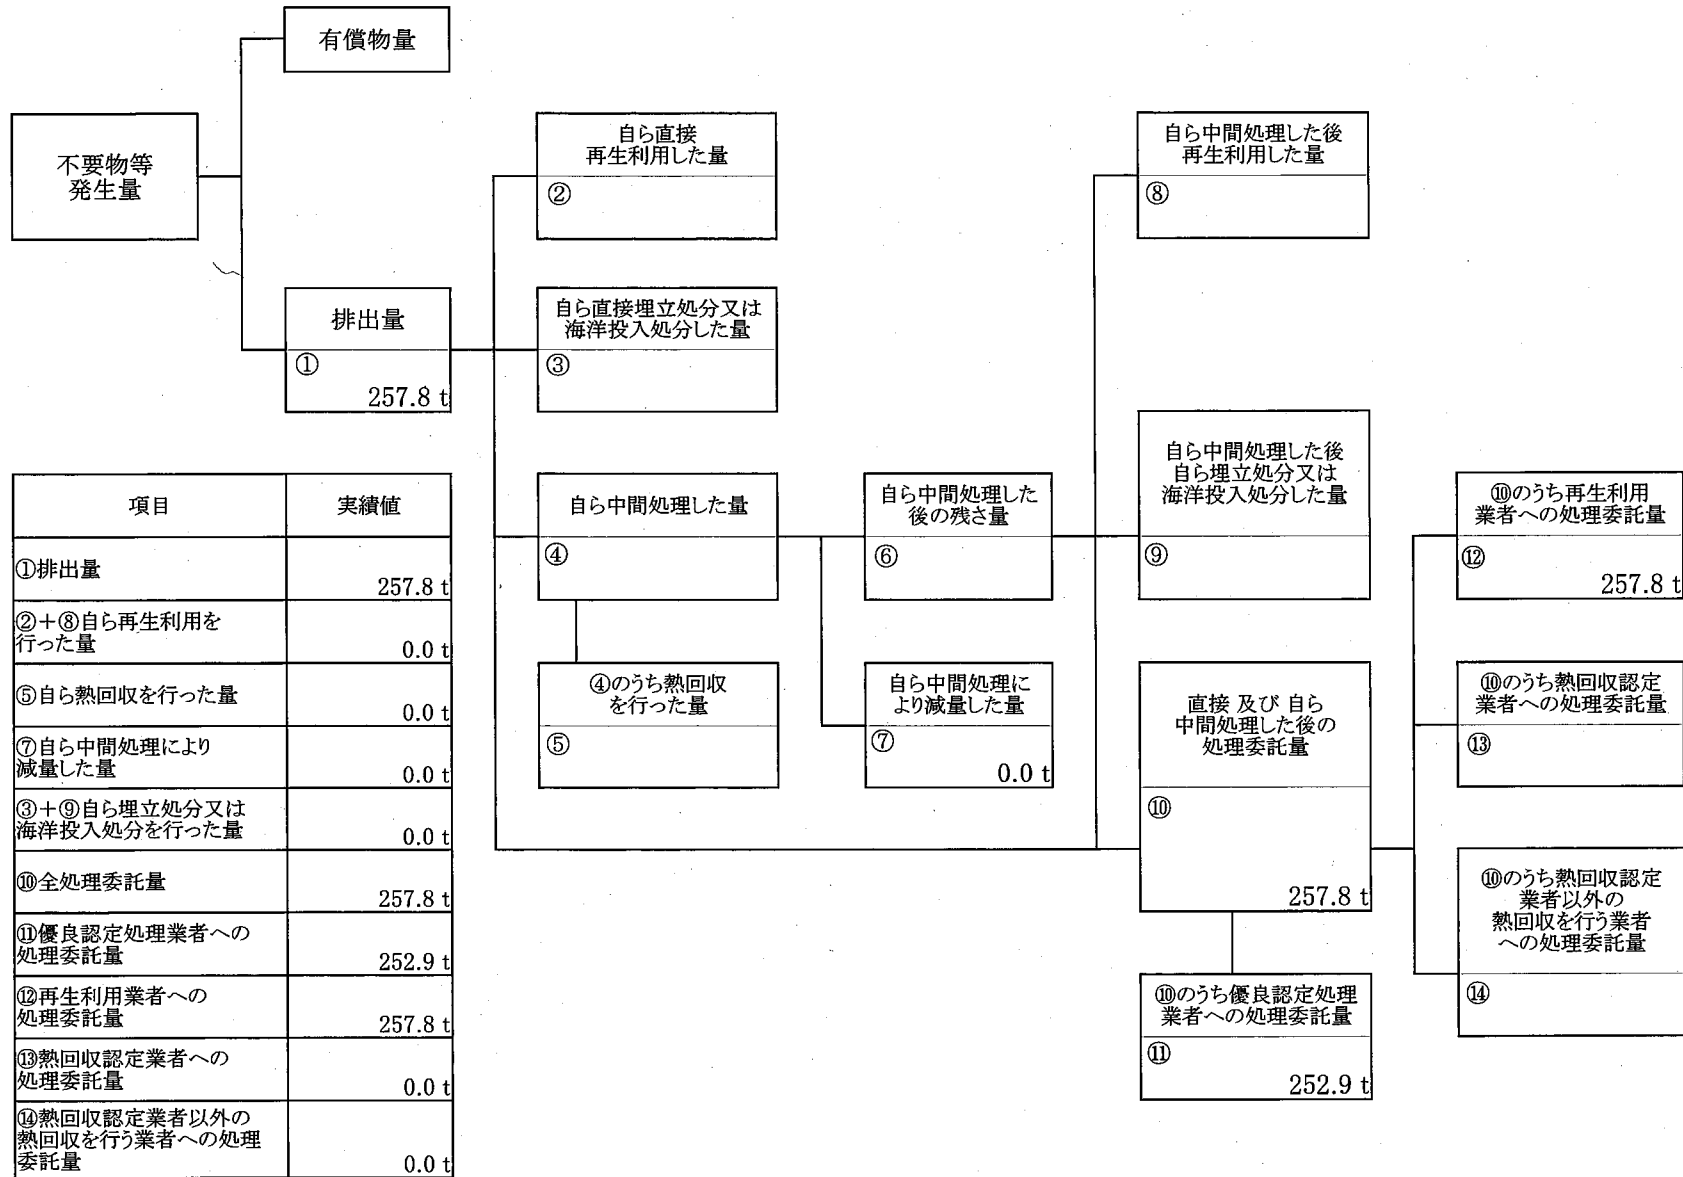 有償物量
不要物等
発生量
排出量
①
257.8 t
自ら直接
再生利用した量
②
自ら直接埋立処分又は
海洋投入処分した量
③
自ら中間処理した量
④
④のうち熱回収
を行った量
⑤
自ら中間処理した
後の残さ量
⑥
自ら中間処理に
より減量した量
⑦
0.0 t
自ら中間処理した後
再生利用した量
⑧
自ら中間処理した後
自ら埋立処分又は
海洋投入処分した量
⑨
直接 及び 自ら
中間処理した後の
処理委託量
⑩
257.8 t
⑩のうち優良認定処理
業者への処理委託量
⑪
252.9 t
⑩のうち再生利用
業者への処理委託量
⑫
257.8 t
⑩のうち熱回収認定
業者への処理委託量
⑬
⑩のうち熱回収認定
業者以外の
熱回収を行う業者
への処理委託量
⑭
項目 実績値
①排出量
257.8 t
②+⑧自ら再生利用を
行った量
0.0 t
⑤自ら熱回収を行った量
0.0 t
⑦自ら中間処理により
減量した量
0.0 t
③+⑨自ら埋立処分又は
海洋投入処分を行った量
0.0 t
⑩全処理委託量
257.8 t
⑪優良認定処理業者への
処理委託量
252.9 t
⑫再生利用業者への
処理委託量
257.8 t
⑬熱回収認定業者への
処理委託量
0.0 t
⑭熱回収認定業者以外の
熱回収を行う業者への処理
委託量
0.0 t